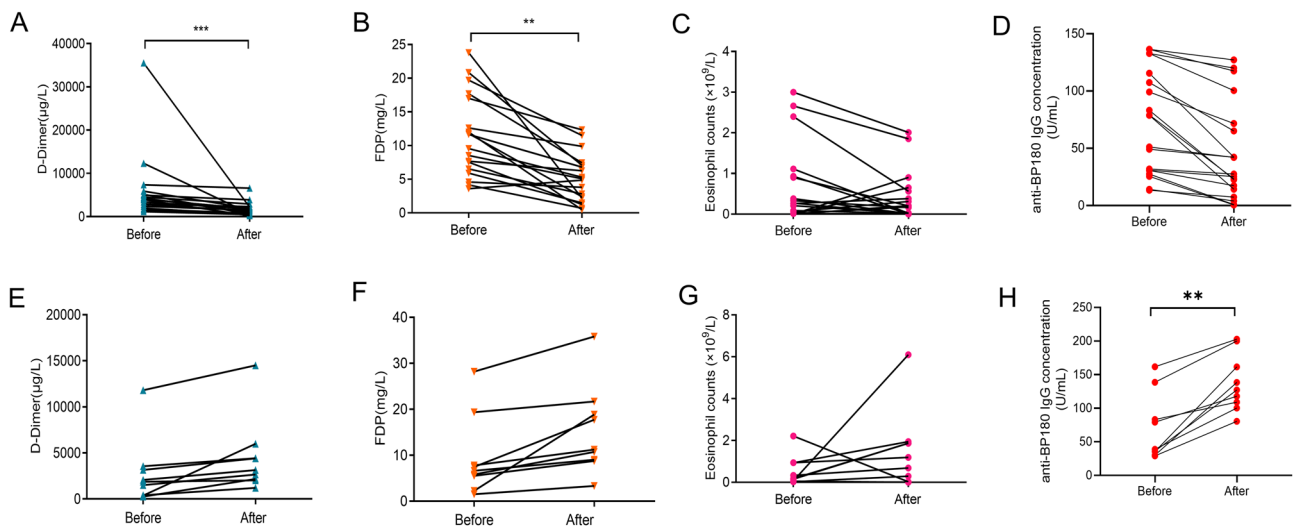 A
D-Dimer(μg/L)
40000
30000
20000
10000
0
***
Before
After
B
FDP(mg/L)
25
20
15
10
5
0
**
Before
After
C
Eosinophil counts (×10⁹/L)
4
3
2
1
0
Before
After
D
anti-BP180 IgG concentration
(U/mL)
150
100
50
0
Before
After
E
D-Dimer(μg/L)
20000
15000
10000
5000
0
Before
After
F
FDP(mg/L)
40
30
20
10
0
Before
After
G
Eosinophil counts (×10⁹/L)
8
6
4
2
0
Before
After
H
anti-BP180 IgG concentration
(U/mL)
250
200
150
100
50
0
**
Before
After